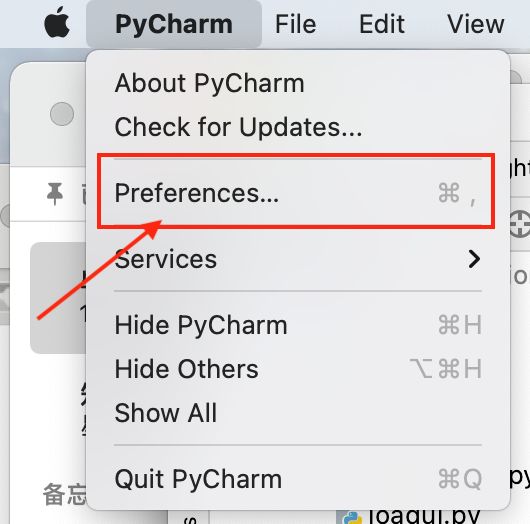 PyCharm File Edit View
About PyCharm
Check for Updates...
Preferences... ⌘ ,
Services
Hide PyCharm ⌘H
Hide Others ⌥⌘H
Show All
Quit PyCharm ⌘Q
备忘
loadui.py